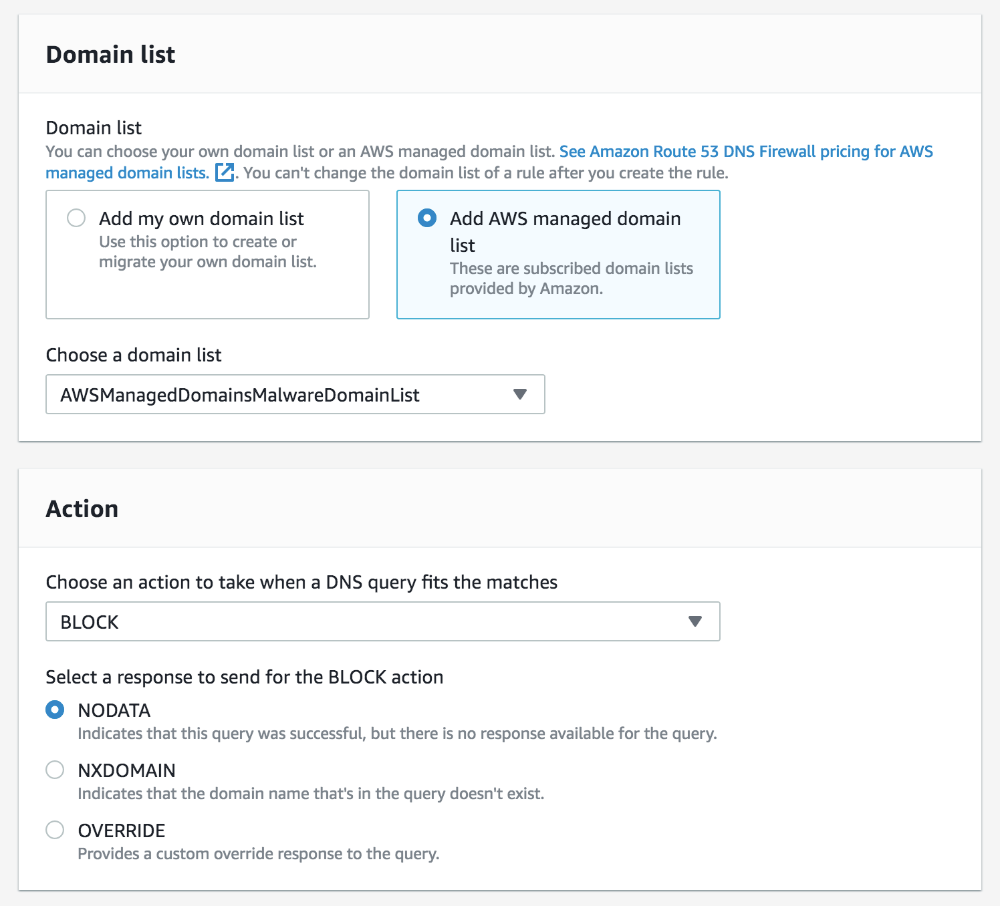 Domain list
Domain list
You can choose your own domain list or an AWS managed domain list. See Amazon Route 53 DNS Firewall pricing for AWS
managed domain lists. . You can't change the domain list of a rule after you create the rule.
Add my own domain list
Use this option to create or
migrate your own domain list.
Add AWS managed domain
list
These are subscribed domain lists
provided by Amazon.
Choose a domain list
AWSManagedDomainsMalwareDomainList
Action
Choose an action to take when a DNS query fits the matches
BLOCK
Select a response to send for the BLOCK action
NODATA
Indicates that this query was successful, but there is no response available for the query.
NXDOMAIN
Indicates that the domain name that's in the query doesn't exist.
OVERRIDE
Provides a custom override response to the query.